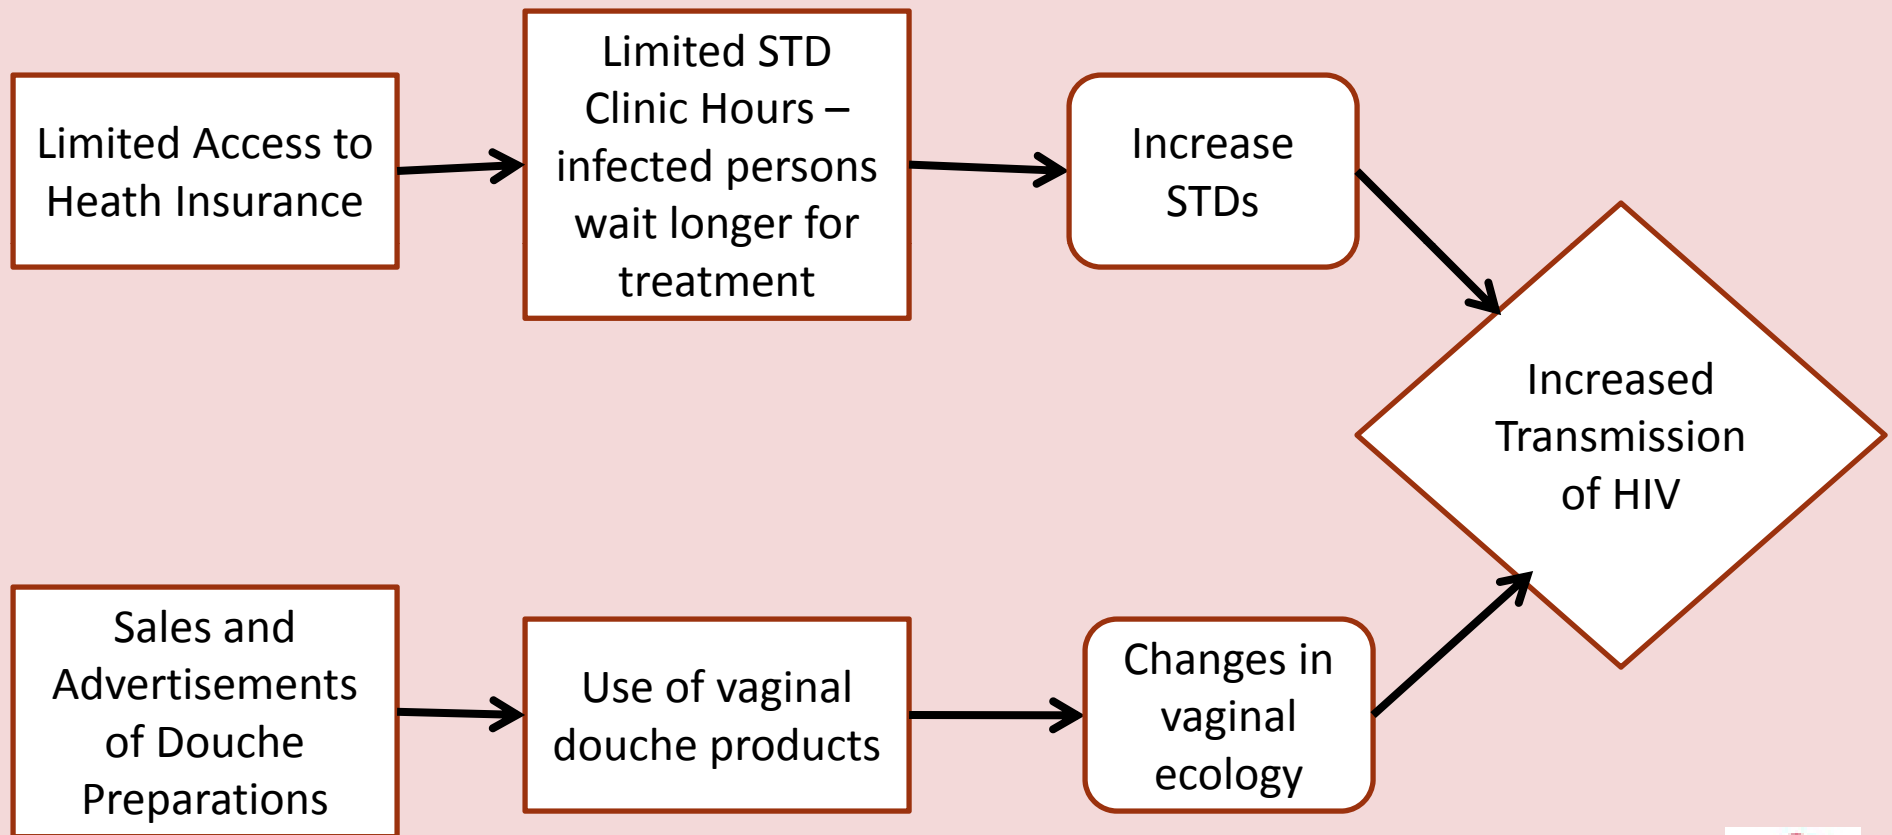 Limited Access to
Heath Insurance
Limited STD
Clinic Hours –
infected persons
wait longer for
treatment
Increase
STDs
Increased
Transmission
of HIV
Sales and
Advertisements
of Douche
Preparations
Use of vaginal
douche products
Changes in
vaginal
ecology